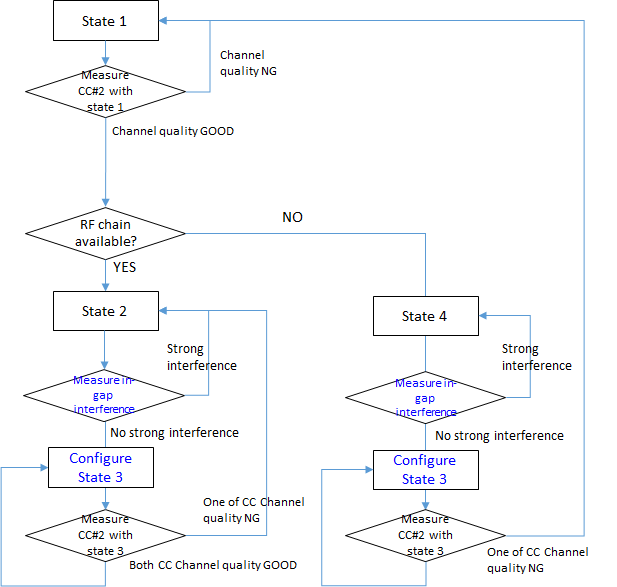 State 1
Channel
quality NG
Measure
CC#2 with
state 1
Channel quality GOOD
RF chain
available?
NO
YES
State 2
State 4
Strong
interference
Strong
interference
Measure in-
gap
interference
Measure in-
gap
interference
No strong interference
No strong interference
Configure
State 3
Configure
State 3
One of CC Channel
quality NG
Measure
CC#2 with
state 3
Measure
CC#2 with
state 3
One of CC Channel
quality NG
Both CC Channel quality GOOD